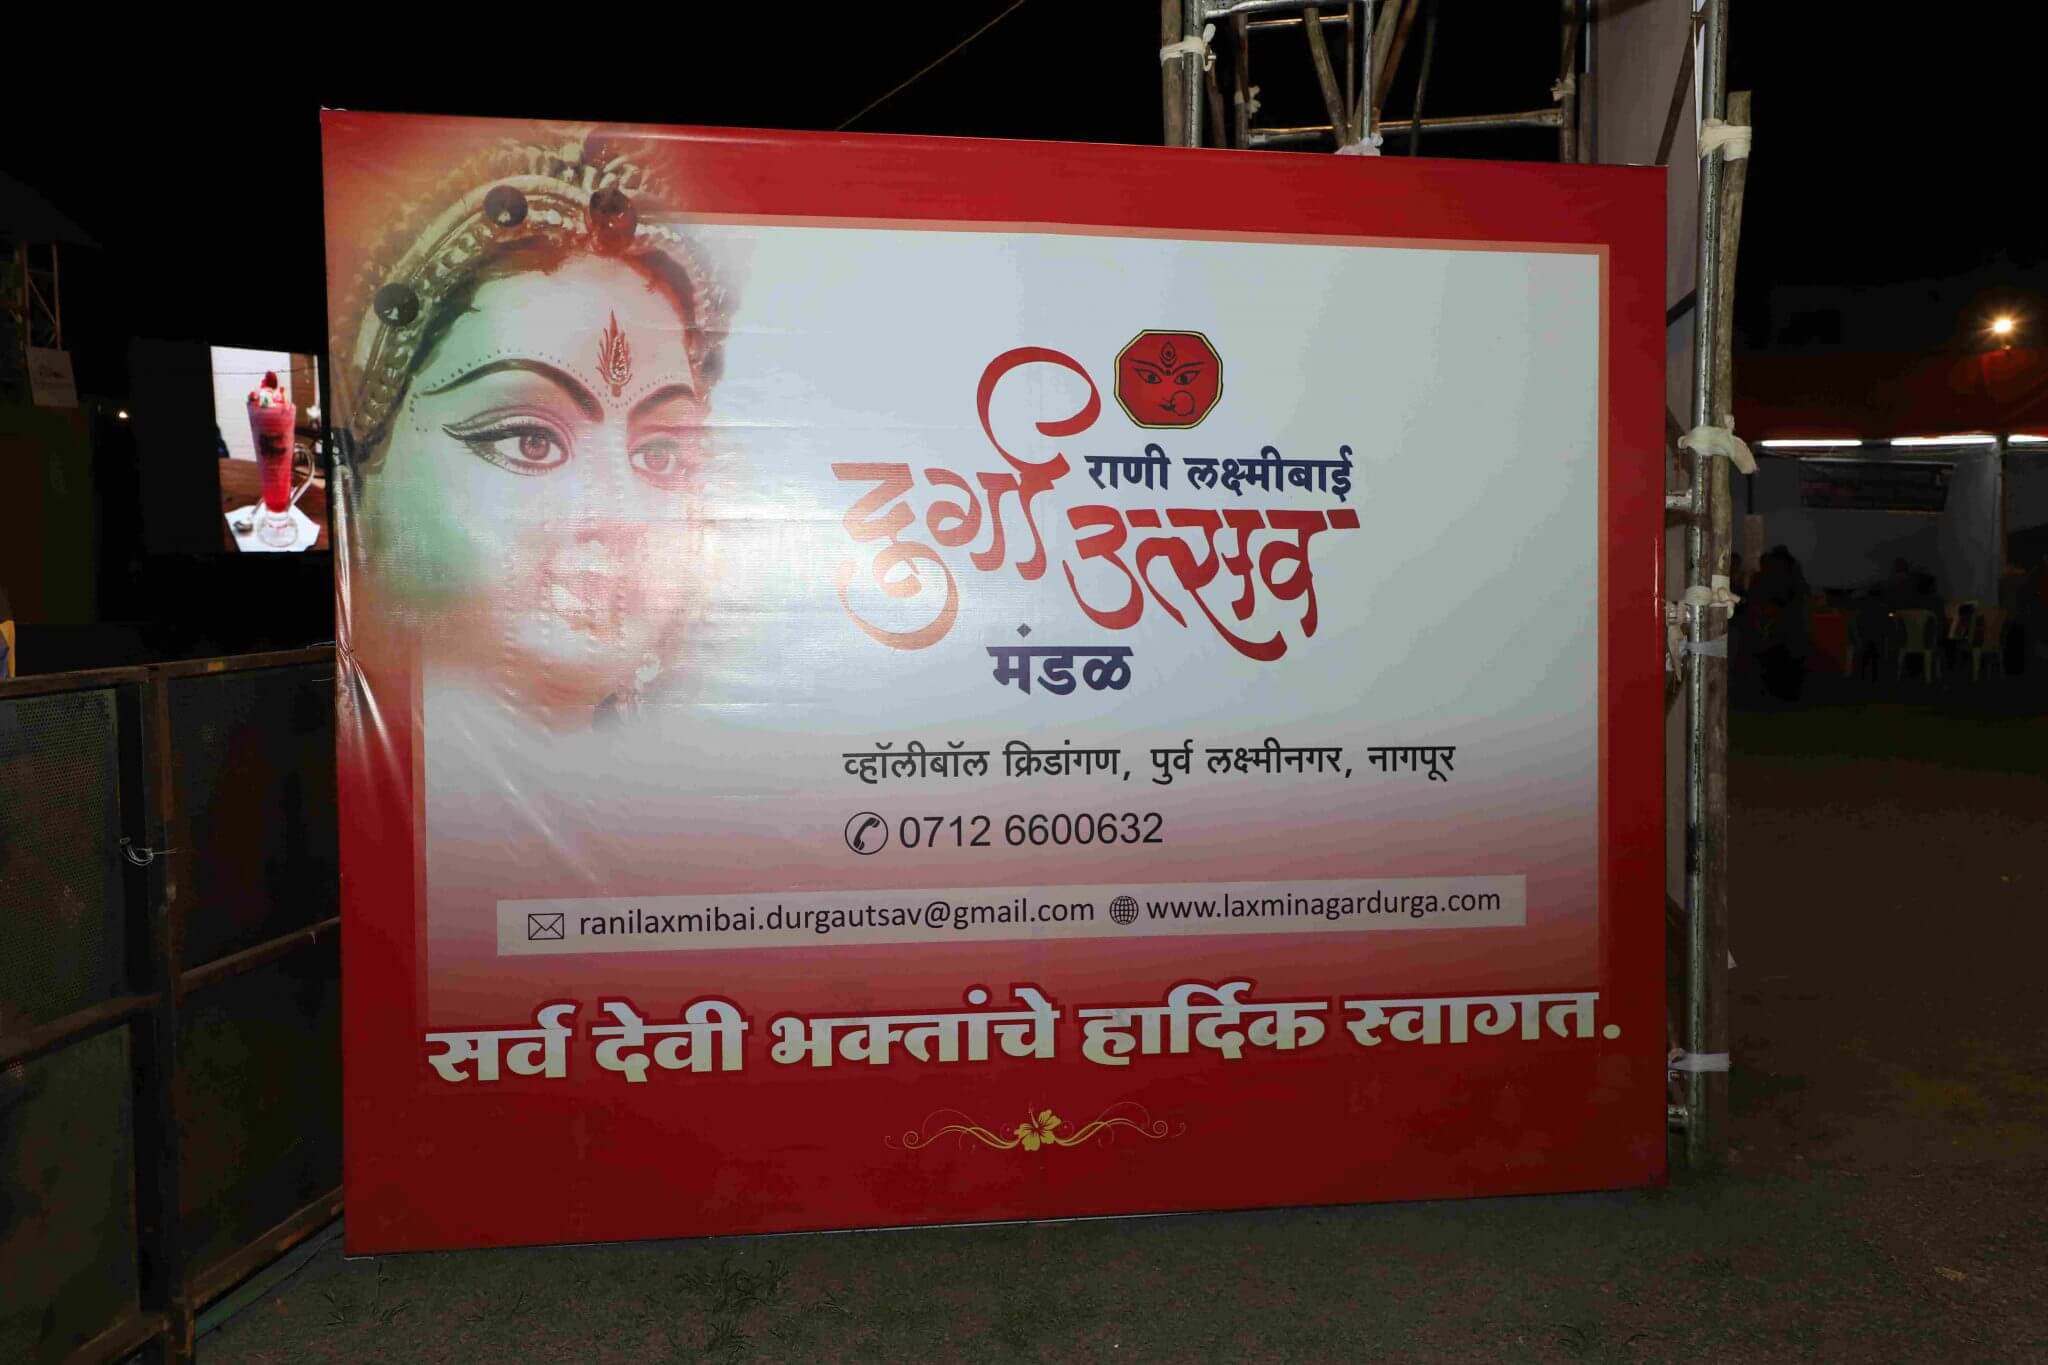 राणी लक्ष्मीबाई
दुर्गा उत्सव
मंडळ
व्हॉलीबॉल क्रिडांगण, पुर्व लक्ष्मीनगर, नागपूर
0712 6600632
ranilaxmibai.durgautsav@gmail.com www.laxminagardurga.com
सर्व देवी भक्तांचे हार्दिक स्वागत.